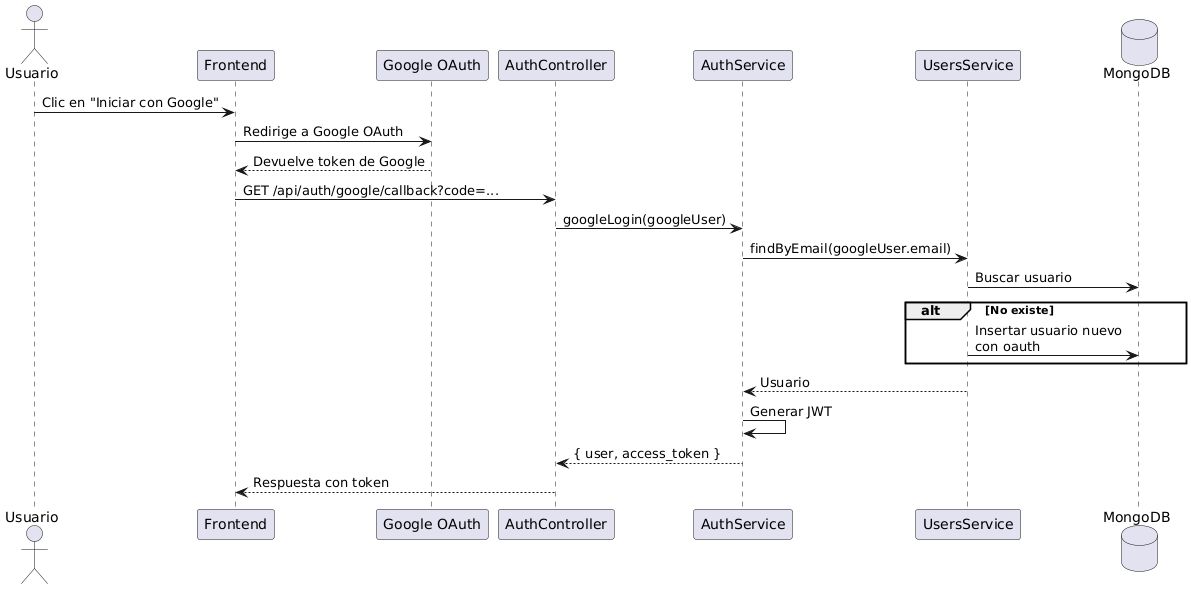 Usuario
Frontend
Google OAuth
AuthController
AuthService
UsersService
MongoDB
Clic en "Iniciar con Google"
Redirige a Google OAuth
Devuelve token de Google
GET /api/auth/google/callback?code=...
googleLogin(googleUser)
findByEmail(googleUser.email)
Buscar usuario
alt
[No existe]
Insertar usuario nuevo
con oauth
Usuario
Generar JWT
{ user, access_token }
Respuesta con token
Usuario
Frontend
Google OAuth
AuthController
AuthService
UsersService
MongoDB